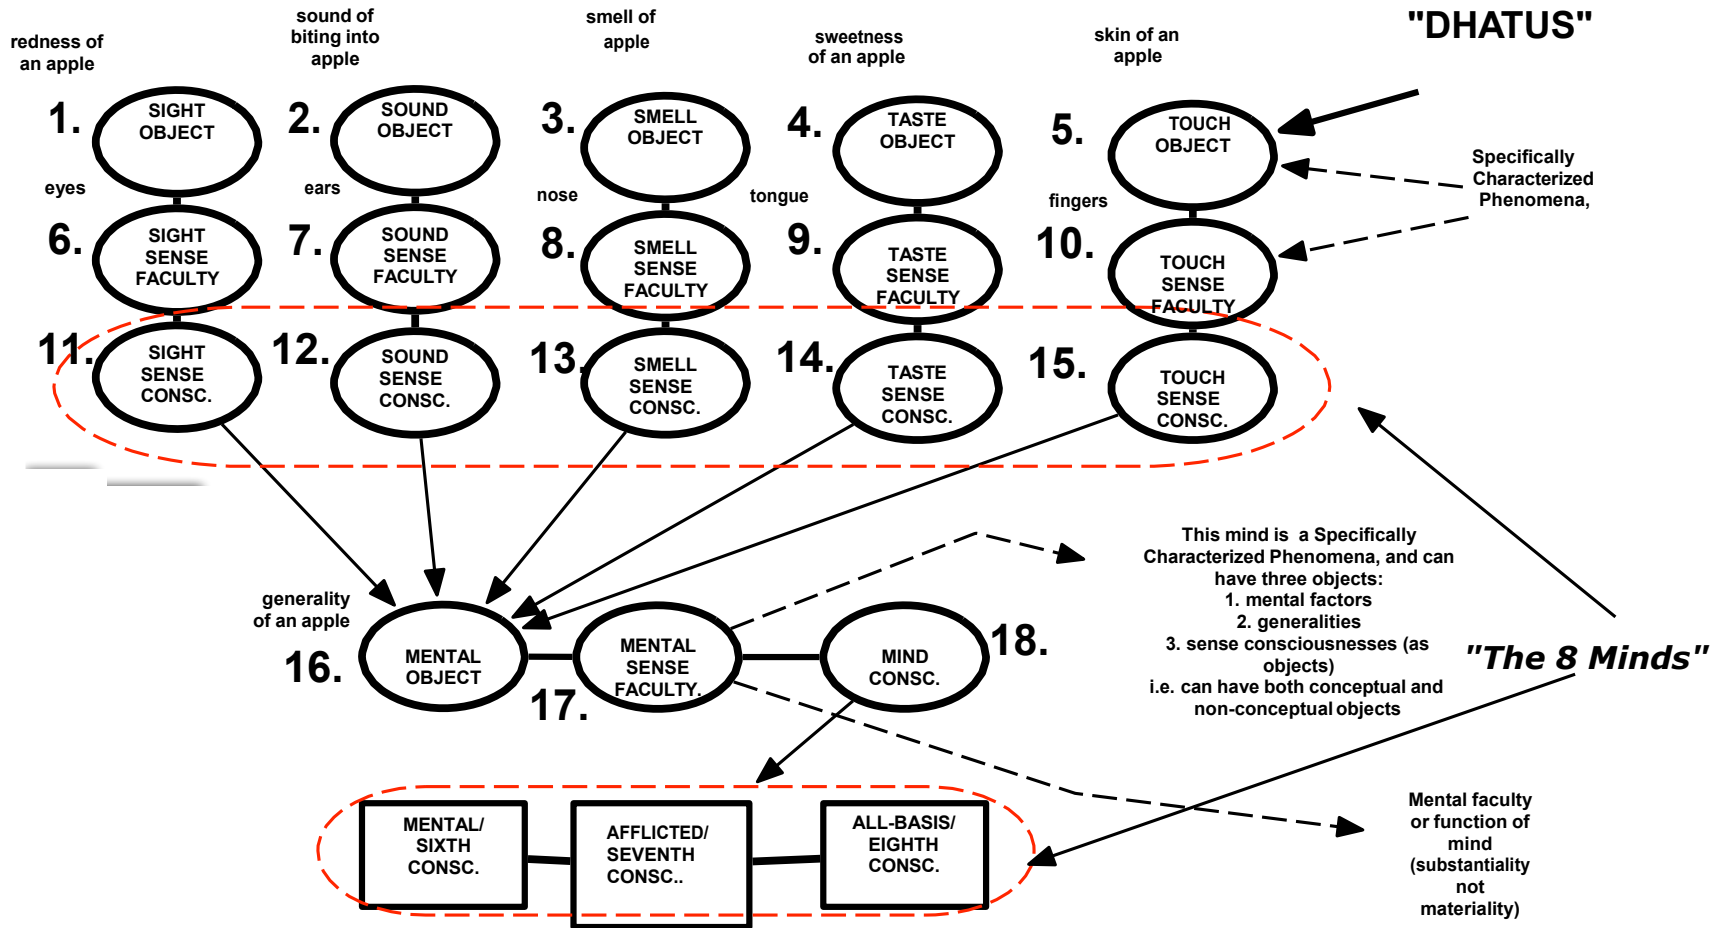 "DHATUS"
redness of
an apple
sound of
biting into
apple
smell of
apple
sweetness
of an apple
skin of an
apple
1.
SIGHT
OBJECT
2.
SOUND
OBJECT
3.
SMELL
OBJECT
4.
TASTE
OBJECT
5.
TOUCH
OBJECT
Specifically
Characterized
Phenomena,
eyes
ears
nose
tongue
fingers
6.
SIGHT
SENSE
FACULTY
7.
SOUND
SENSE
FACULTY
8.
SMELL
SENSE
FACULTY
9.
TASTE
SENSE
FACULTY
10.
TOUCH
SENSE
FACULTY
11.
SIGHT
SENSE
CONSC.
12.
SOUND
SENSE
CONSC.
13.
SMELL
SENSE
CONSC.
14.
TASTE
SENSE
CONSC.
15.
TOUCH
SENSE
CONSC.
generality
of an apple
16.
MENTAL
OBJECT
17.
MENTAL
SENSE
FACULTY.
18.
MIND
CONSC.
This mind is a Specifically
Characterized Phenomena, and can
have three objects:
1. mental factors
2. generalities
3. sense consciousnesses (as
objects)
i.e. can have both conceptual and
non-conceptual objects
"The 8 Minds"
MENTAL/
SIXTH
CONSC.
AFFLICTED/
SEVENTH
CONSC..
ALL-BASIS/
EIGHTH
CONSC.
Mental faculty
or function of
mind
(substantiality
not
materiality)